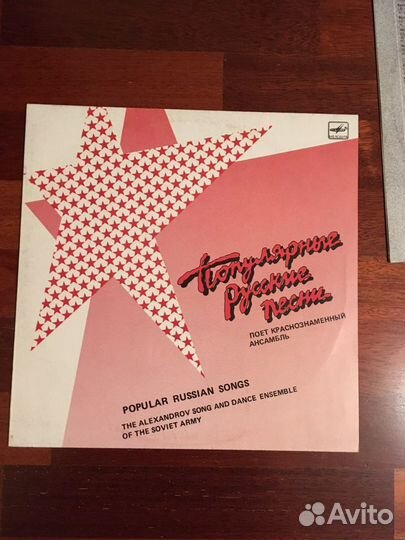 Популярные
Русские
песни
ПОЕТ КРАСНОЗНАМЕННЫЙ
АНСАМБЛЬ
POPULAR RUSSIAN SONGS
THE ALEXANDROV SONG AND DANCE ENSEMBLE
OF THE SOVIET ARMY
Avito